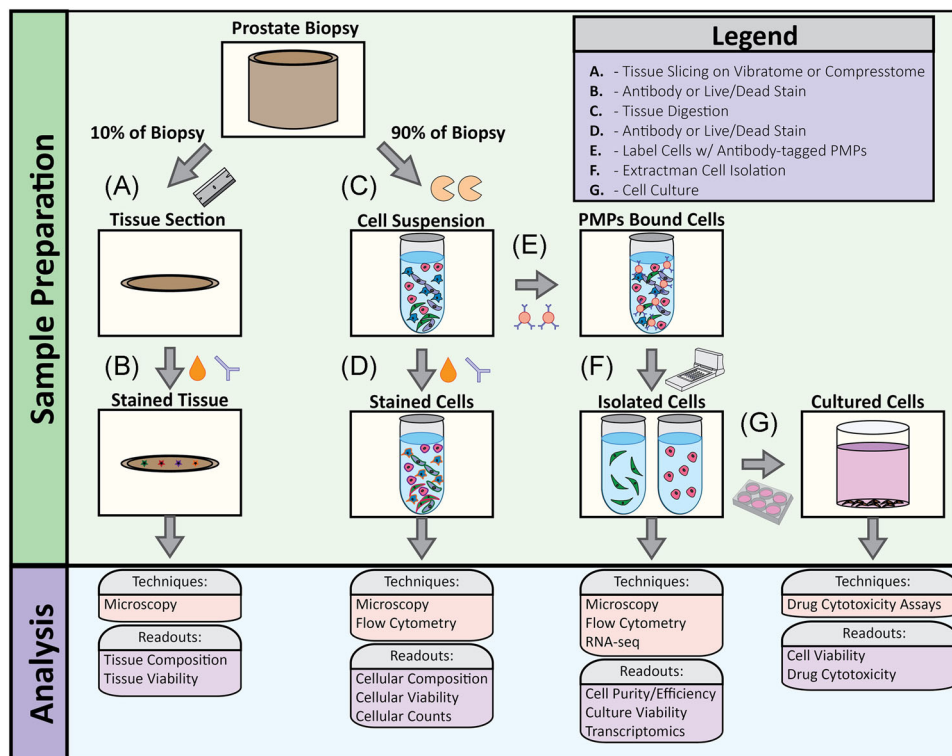 Sample Preparation
Prostate Biopsy
10% of Biopsy
90% of Biopsy
Legend
A. - Tissue Slicing on Vibratome or Compresstome
B. - Antibody or Live/Dead Stain
C. - Tissue Digestion
D. - Antibody or Live/Dead Stain
E. - Label Cells w/ Antibody-tagged PMPs
F. - Extractman Cell Isolation
G. - Cell Culture
(A)
(C)
Tissue Section
Cell Suspension
(E)
PMPs Bound Cells
(B)
(D)
(F)
Stained Tissue
Stained Cells
Isolated Cells
(G)
Cultured Cells
Analysis
Techniques:
Microscopy
Readouts:
Tissue Composition
Tissue Viability
Techniques:
Microscopy
Flow Cytometry
Readouts:
Cellular Composition
Cellular Viability
Cellular Counts
Techniques:
Microscopy
Flow Cytometry
RNA-seq
Readouts:
Cell Purity/Efficiency
Culture Viability
Transcriptomics
Techniques:
Drug Cytotoxicity Assays
Readouts:
Cell Viability
Drug Cytotoxicity